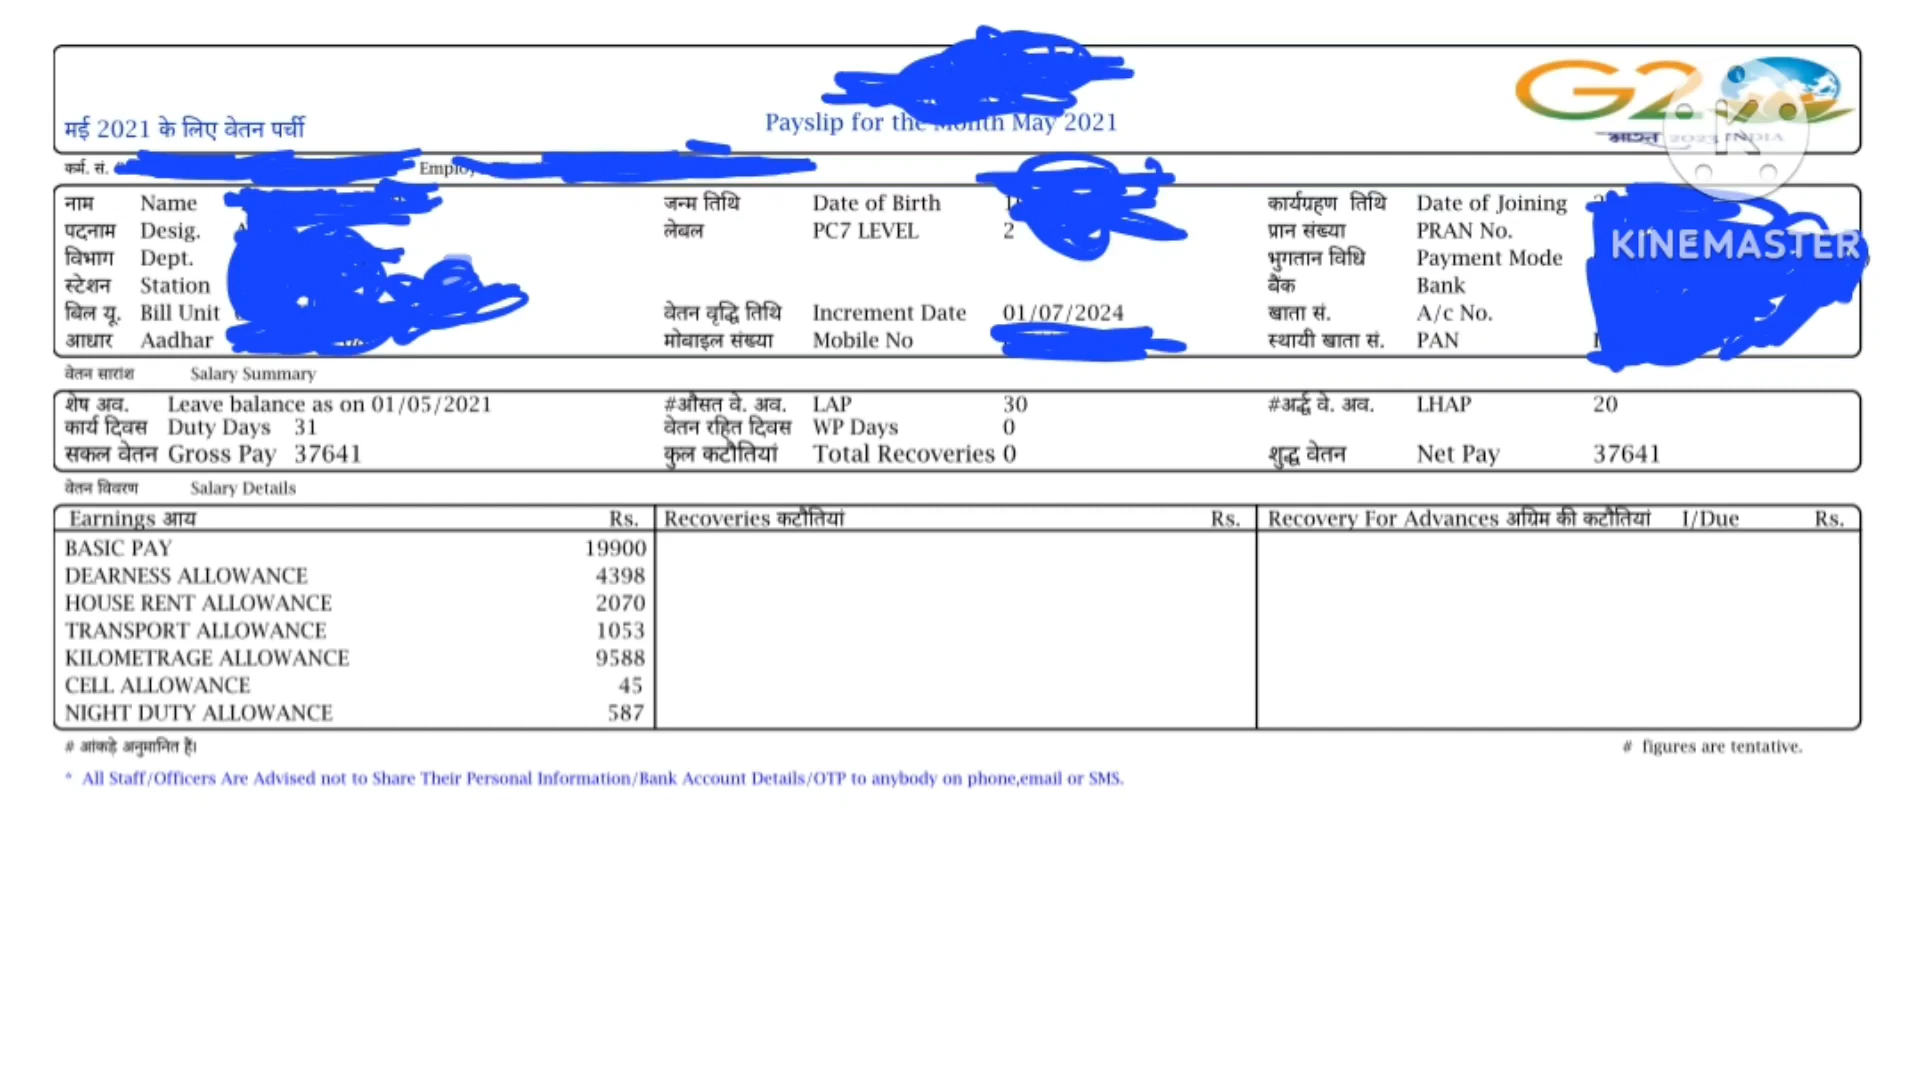 मई 2021 के लिए वेतन पर्ची
Payslip for the Month May 2021
G2
2023 INDIA
कर्म. सं.
नाम Name जन्म तिथि Date of Birth कार्यग्रहण तिथि Date of Joining
पदनाम Desig. लेबल PC7 LEVEL 2 प्रान संख्या PRAN No.
KINEMASTER
विभाग Dept. भुगतान विधि Payment Mode
स्टेशन Station बैंक Bank
बिल यू. Bill Unit वेतन वृद्धि तिथि Increment Date 01/07/2024 खाता सं. A/c No.
आधार Aadhar मोबाइल संख्या Mobile No स्थायी खाता सं. PAN
वेतन सारांश Salary Summary
शेष अव. Leave balance as on 01/05/2021 #औसत वे. अव. LAP 30 #अर्द्ध वे. अव. LHAP 20
कार्य दिवस Duty Days 31 वेतन रहित दिवस WP Days 0
सकल वेतन Gross Pay 37641 कुल कटौतियां Total Recoveries 0 शुद्ध वेतन Net Pay 37641
वेतन विवरण Salary Details
Earnings आय Rs. Recoveries कटौतियां Rs. Recovery For Advances अग्रिम की कटौतियां I/Due Rs.
BASIC PAY 19900
DEARNESS ALLOWANCE 4398
HOUSE RENT ALLOWANCE 2070
TRANSPORT ALLOWANCE 1053
KILOMETRAGE ALLOWANCE 9588
CELL ALLOWANCE 45
NIGHT DUTY ALLOWANCE 587
# आंकड़े अनुमानित हैं। # figures are tentative.
* All Staff/Officers Are Advised not to Share Their Personal Information/Bank Account Details/OTP to anybody on phone,email or SMS.